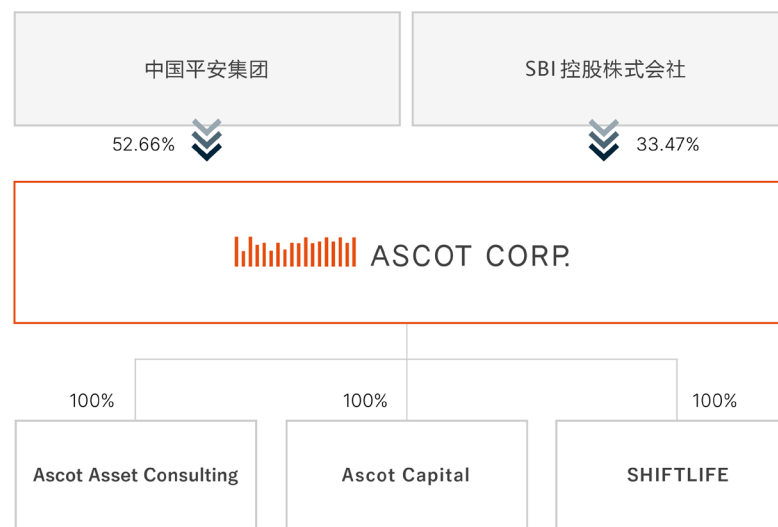 中国平安集团
SBI 控股株式会社
52.66%
33.47%
ASCOT CORP.
100%
100%
100%
Ascot Asset Consulting
Ascot Capital
SHIFTLIFE